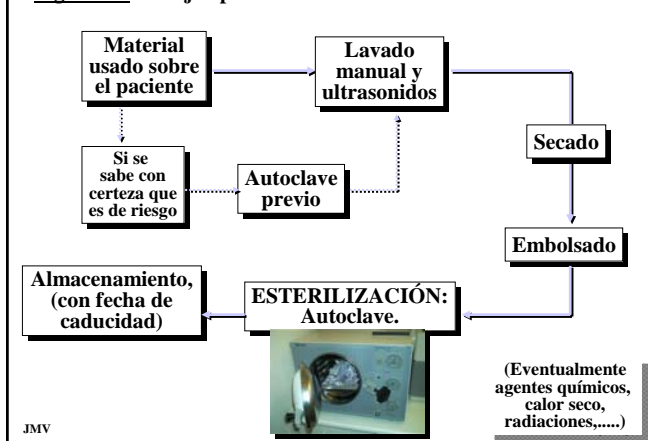 Material
usado sobre
el paciente
Lavado
manual y
ultrasonidos
Si se
sabe con
certeza que
es de riesgo
Autoclave
previo
Secado
Embolsado
ESTERILIZACIÓN:
Autoclave.
Almacenamiento,
(con fecha de
caducidad)
(Eventualmente
agentes químicos,
calor seco,
radiaciones,.....)
JMV